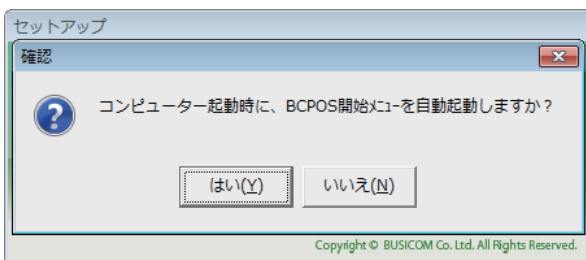 セットアップ
確認
コンピューター起動時に、BCPOS開始ﾒﾆｭｰを自動起動しますか？
はい(Y)
いいえ(N)
Copyright © BUSICOM Co. Ltd. All Rights Reserved.